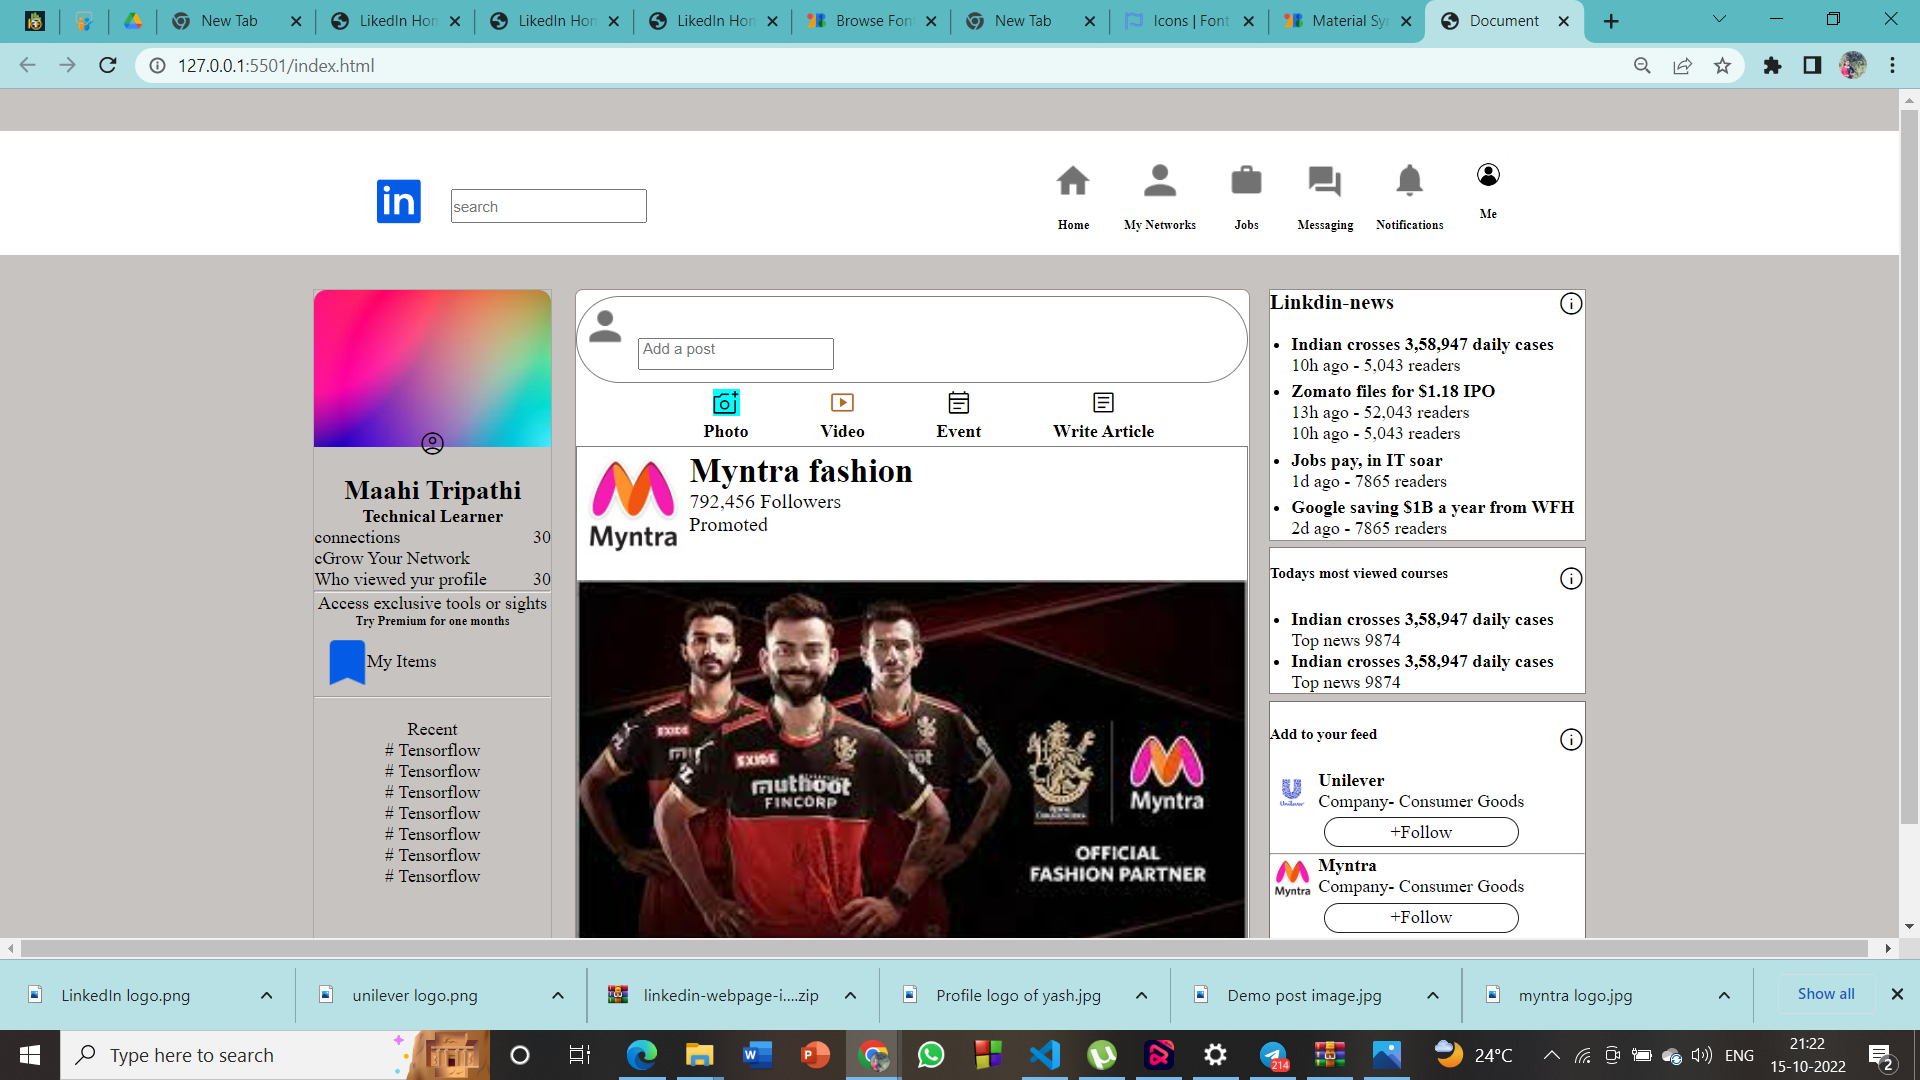 New Tab
LikedIn Hon
LikedIn Hon
LikedIn Hon
Browse Fon
New Tab
Icons | Font
Material Sy
Document
127.0.0.1:5501/index.html
in
search
Home
My Networks
Jobs
Messaging
Notifications
Me
Maahi Tripathi
Technical Learner
connections 30
cGrow Your Network
Who viewed yur profile 30
Access exclusive tools or sights
Try Premium for one months
My Items
Recent
# Tensorflow
# Tensorflow
# Tensorflow
# Tensorflow
# Tensorflow
# Tensorflow
# Tensorflow
Add a post
Photo
Video
Event
Write Article
Myntra
Myntra fashion
792,456 Followers
Promoted
EXIDE
EXIDE
muthoot
FINCORP
Myntra
OFFICIAL
FASHION PARTNER
Linkdin-news
Indian crosses 3,58,947 daily cases
10h ago - 5,043 readers
Zomato files for $1.18 IPO
13h ago - 52,043 readers
10h ago - 5,043 readers
Jobs pay, in IT soar
1d ago - 7865 readers
Google saving $1B a year from WFH
2d ago - 7865 readers
Todays most viewed courses
Indian crosses 3,58,947 daily cases
Top news 9874
Indian crosses 3,58,947 daily cases
Top news 9874
Add to your feed
Unilever
Unilever
Company- Consumer Goods
+Follow
Myntra
Myntra
Company- Consumer Goods
+Follow
LinkedIn logo.png
unilever logo.png
linkedin-webpage-i....zip
Profile logo of yash.jpg
Demo post image.jpg
myntra logo.jpg
Show all
Type here to search
214
24°C
ENG
21:22
15-10-2022
2